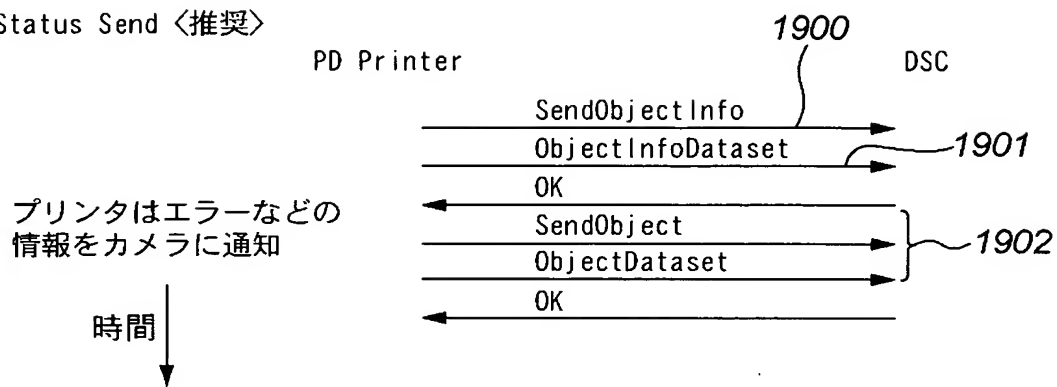 Status Send〈推奨〉
1900
PD Printer
DSC
SendObjectInfo
ObjectInfoDataset
1901
OK
プリンタはエラーなどの
情報をカメラに通知
SendObject
1902
ObjectDataset
OK
時間